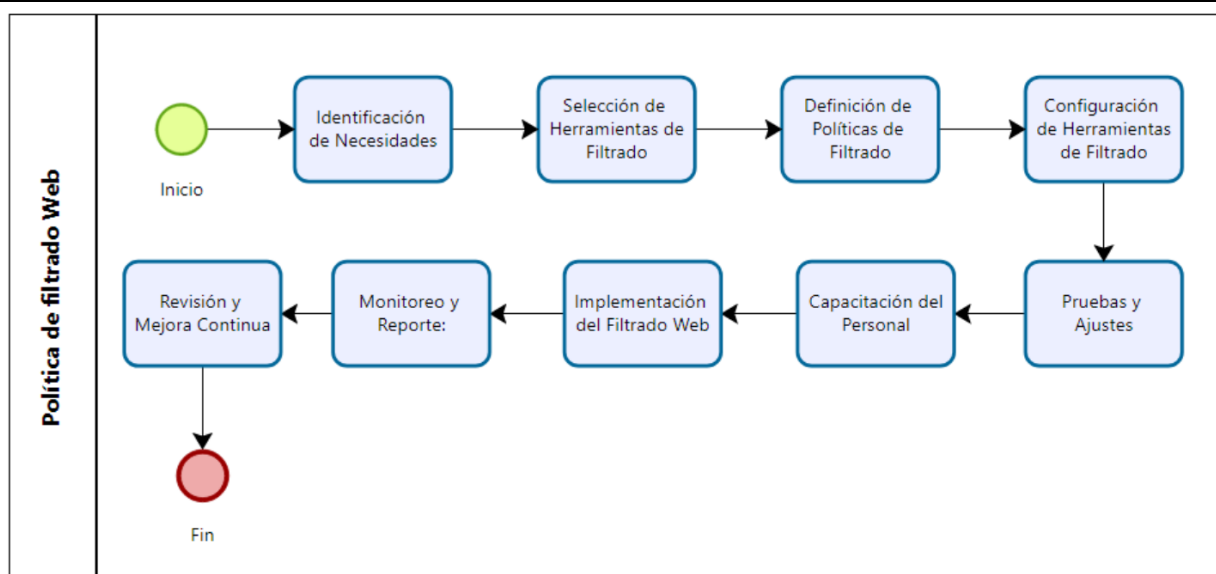 Política de filtrado Web
Inicio
Identificación
de Necesidades
Selección de
Herramientas de
Filtrado
Definición de
Políticas de
Filtrado
Configuración
de Herramientas
de Filtrado
Pruebas y
Ajustes
Capacitación del
Personal
Implementación
del Filtrado Web
Monitoreo y
Reporte:
Revisión y
Mejora Continua
Fin